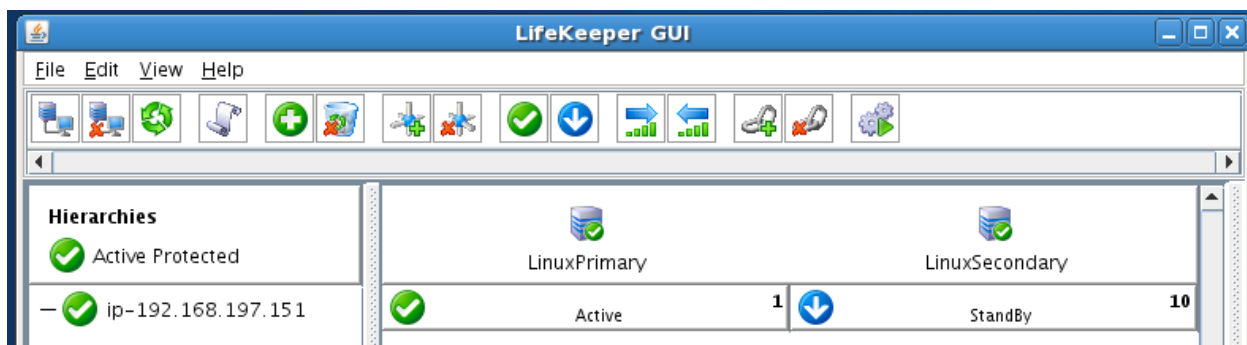 LifeKeeper GUI
File Edit View Help
Hierarchies
Active Protected
LinuxPrimary
LinuxSecondary
ip-192.168.197.151
Active
1
StandBy
10